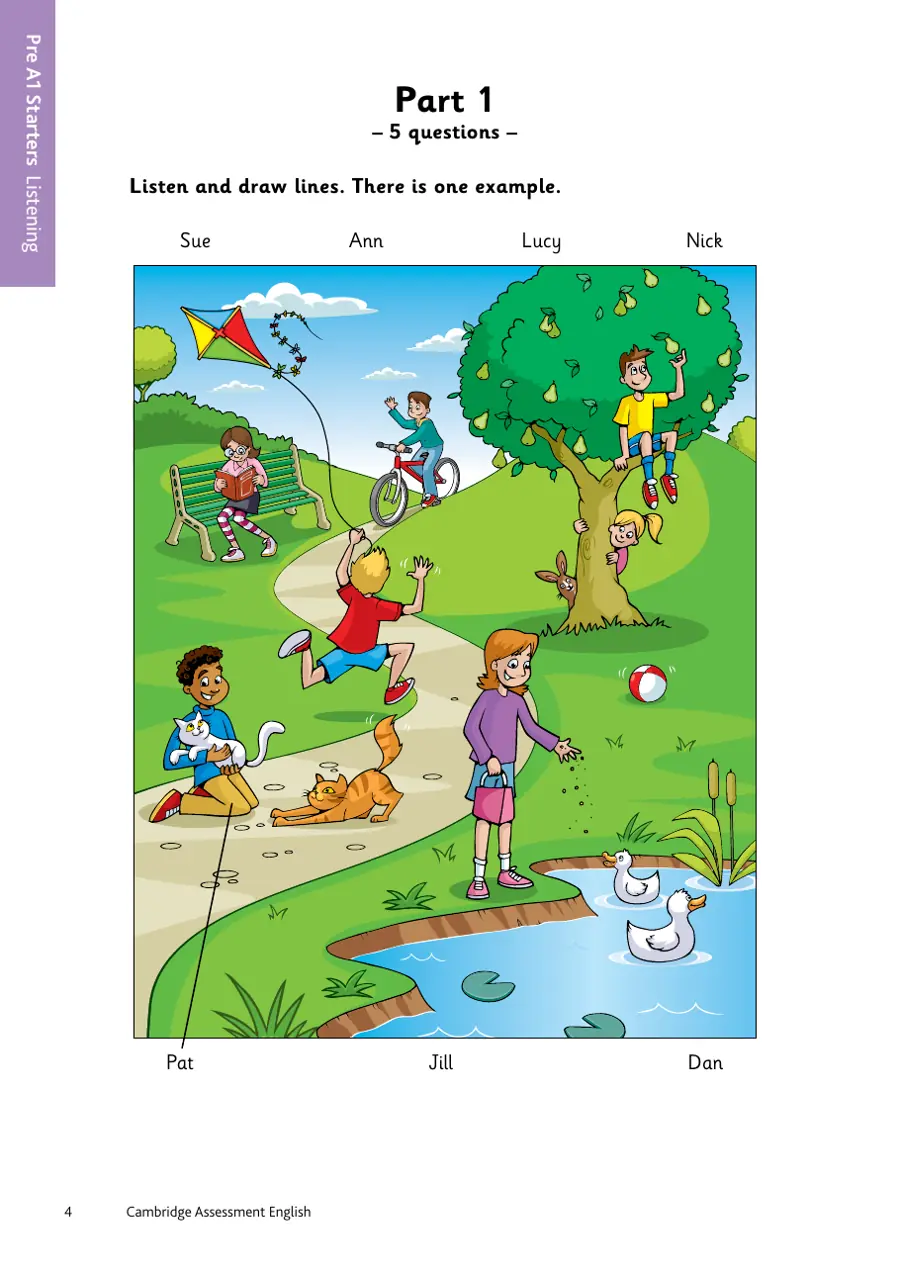 Pre A1 Starters Listening
Part 1
– 5 questions –
Listen and draw lines. There is one example.
Sue Ann Lucy Nick
Pat Jill Dan
4 Cambridge Assessment English